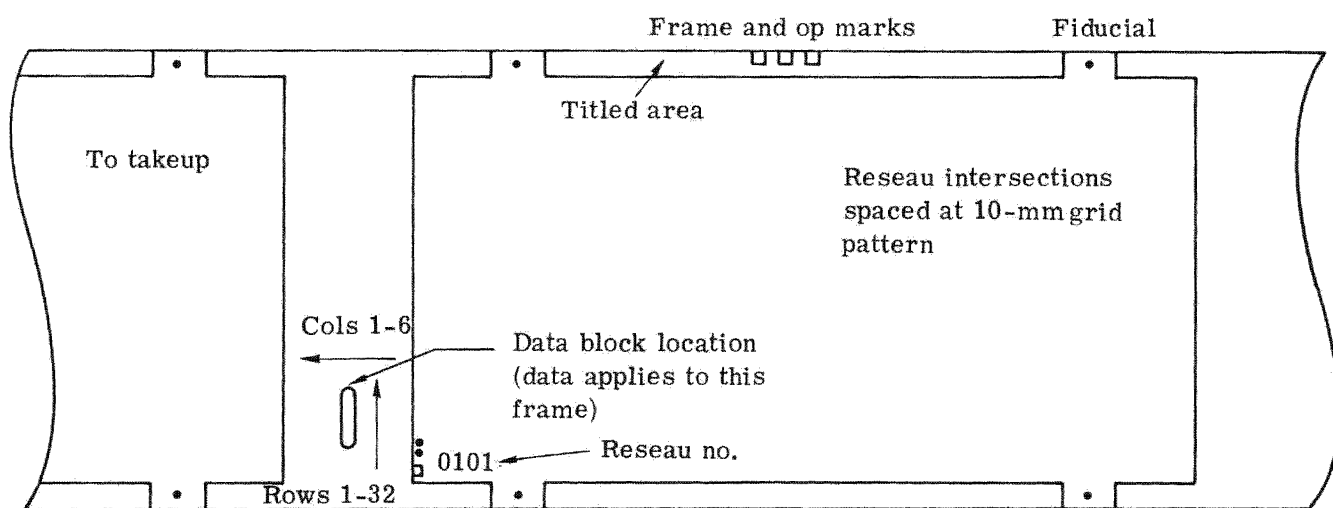 Frame and op marks
Fiducial
Titled area
To takeup
Reseau intersections
spaced at 10-mm grid
pattern
Cols 1-6
Data block location
(data applies to this
frame)
0101
Reseau no.
Rows 1-32